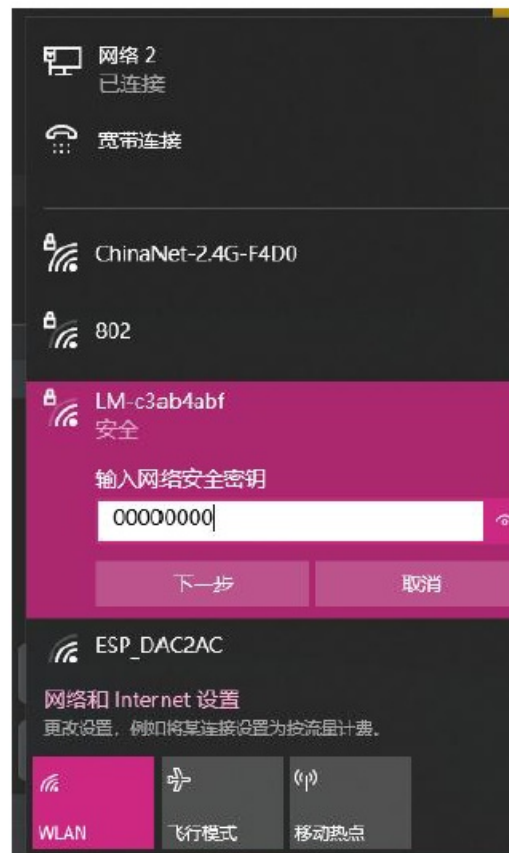 网络 2
已连接
宽带连接
ChinaNet-2.4G-F4D0
802
LM-c3ab4abf
安全
输入网络安全密钥
00000000
下一步
取消
ESP_DAC2AC
网络和 Internet 设置
更改设置，例如将某连接设置为按流量计费。
WLAN
飞行模式
移动热点